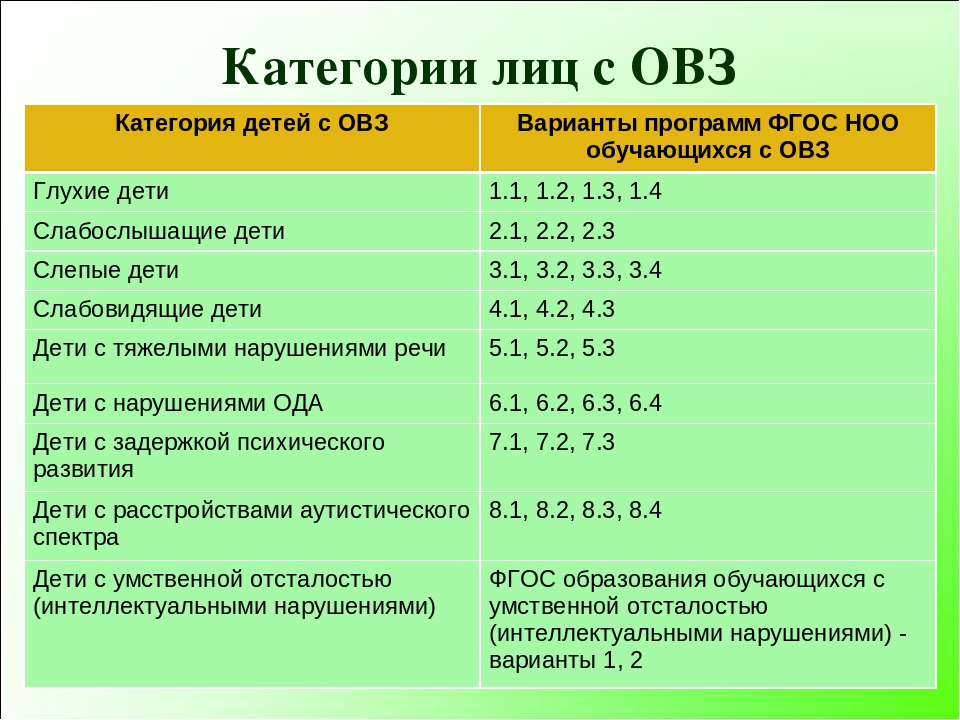 Категории лиц с ОВЗ
Категория детей с ОВЗ
Варианты программ ФГОС НОО
обучающихся с ОВЗ
Глухие дети
1.1, 1.2, 1.3, 1.4
Слабослышащие дети
2.1, 2.2, 2.3
Слепые дети
3.1, 3.2, 3.3, 3.4
Слабовидящие дети
4.1, 4.2, 4.3
Дети с тяжелыми нарушениями речи
5.1, 5.2, 5.3
Дети с нарушениями ОДА
6.1, 6.2, 6.3, 6.4
Дети с задержкой психического
развития
7.1, 7.2, 7.3
Дети с расстройствами аутистического
спектра
8.1, 8.2, 8.3, 8.4
Дети с умственной отсталостью
(интеллектуальными нарушениями)
ФГОС образования обучающихся с
умственной отсталостью
(интеллектуальными нарушениями) -
варианты 1, 2